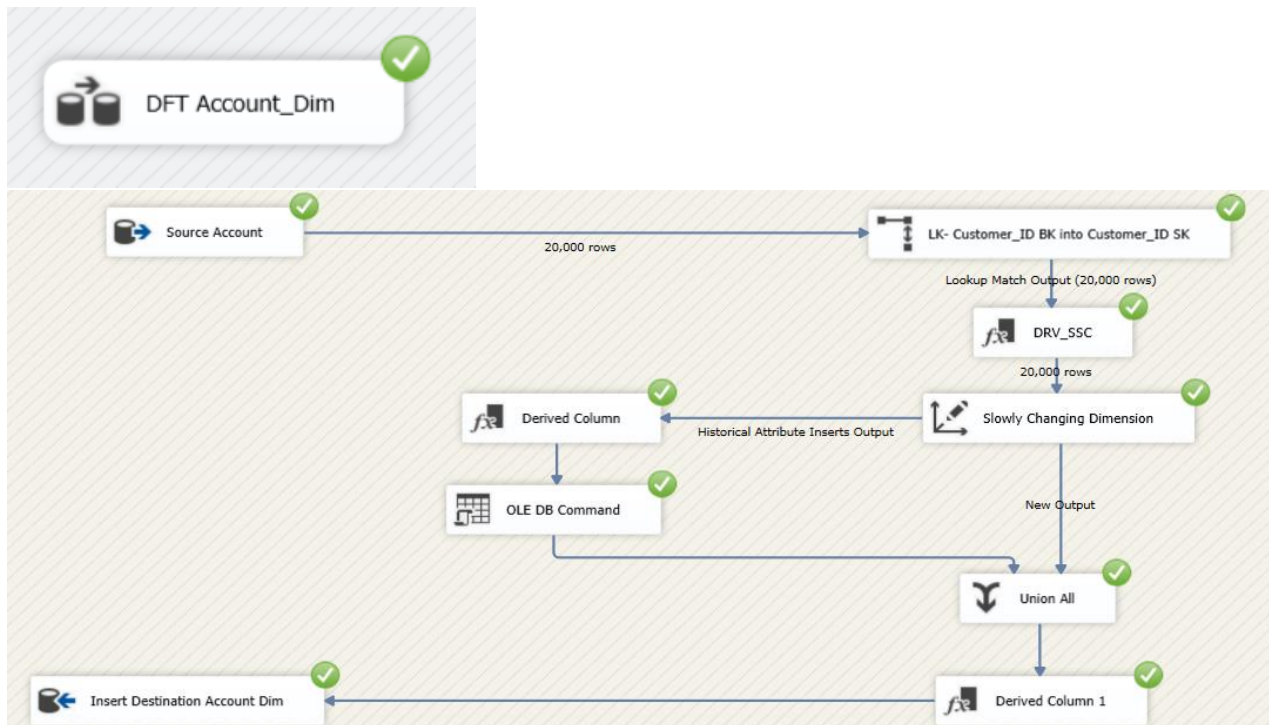 DFT Account_Dim
Source Account
20,000 rows
LK- Customer_ID BK into Customer_ID SK
Lookup Match Output (20,000 rows)
DRV_SSC
20,000 rows
Slowly Changing Dimension
Historical Attribute Inserts Output
Derived Column
OLE DB Command
New Output
Union All
Derived Column 1
Insert Destination Account Dim